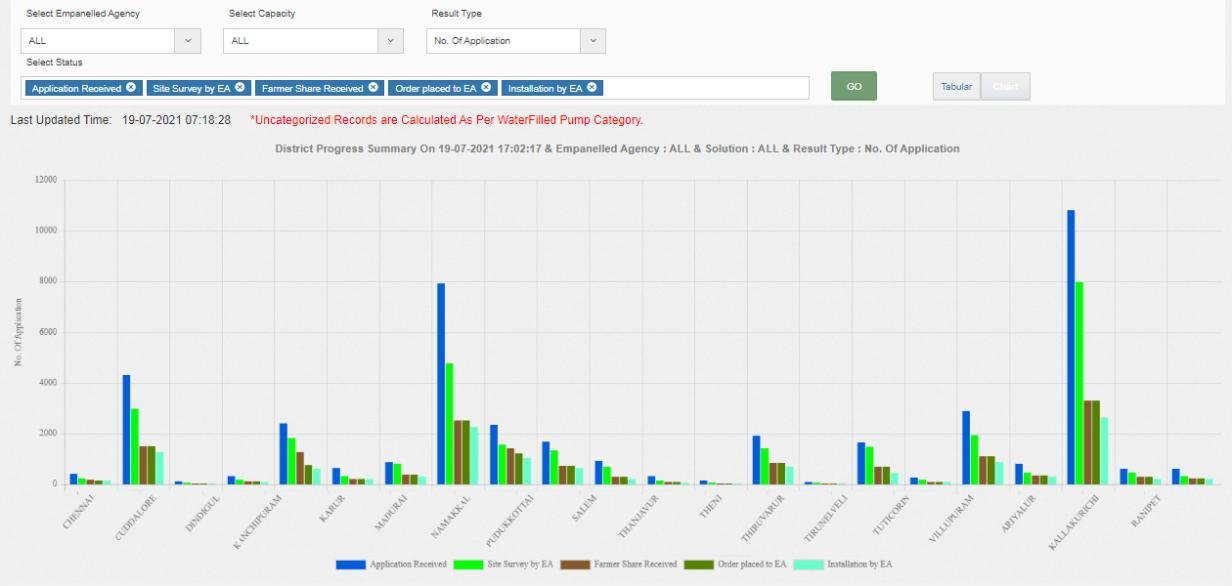 Select Empanelled Agency Select Capacity Result Type
ALL ALL No. Of Application
Select Status
Application Received Site Survey by EA Farmer Share Received Order placed to EA Installation by EA GO Tabular Chart
Last Updated Time: 19-07-2021 07:18:28 *Uncategorized Records are Calculated As Per WaterFilled Pump Category.
District Progress Summary On 19-07-2021 17:02:17 & Empanelled Agency : ALL & Solution : ALL & Result Type : No. Of Application
12000
10000
8000
6000
4000
2000
0
No. Of Application
CHENNAI CUDDALORE DINDIGUL KANCHIPURAM KARUR MADURAI NAMAKKAL PUDUKKOTTAI SALEM THANJAVUR THENI THIRUVARUR TIRUNELVELI TUTICORIN VILLUPURAM ARIYALUR KALLAKURICHI RANIPET
Application Received Site Survey by EA Farmer Share Received Order placed to EA Installation by EA